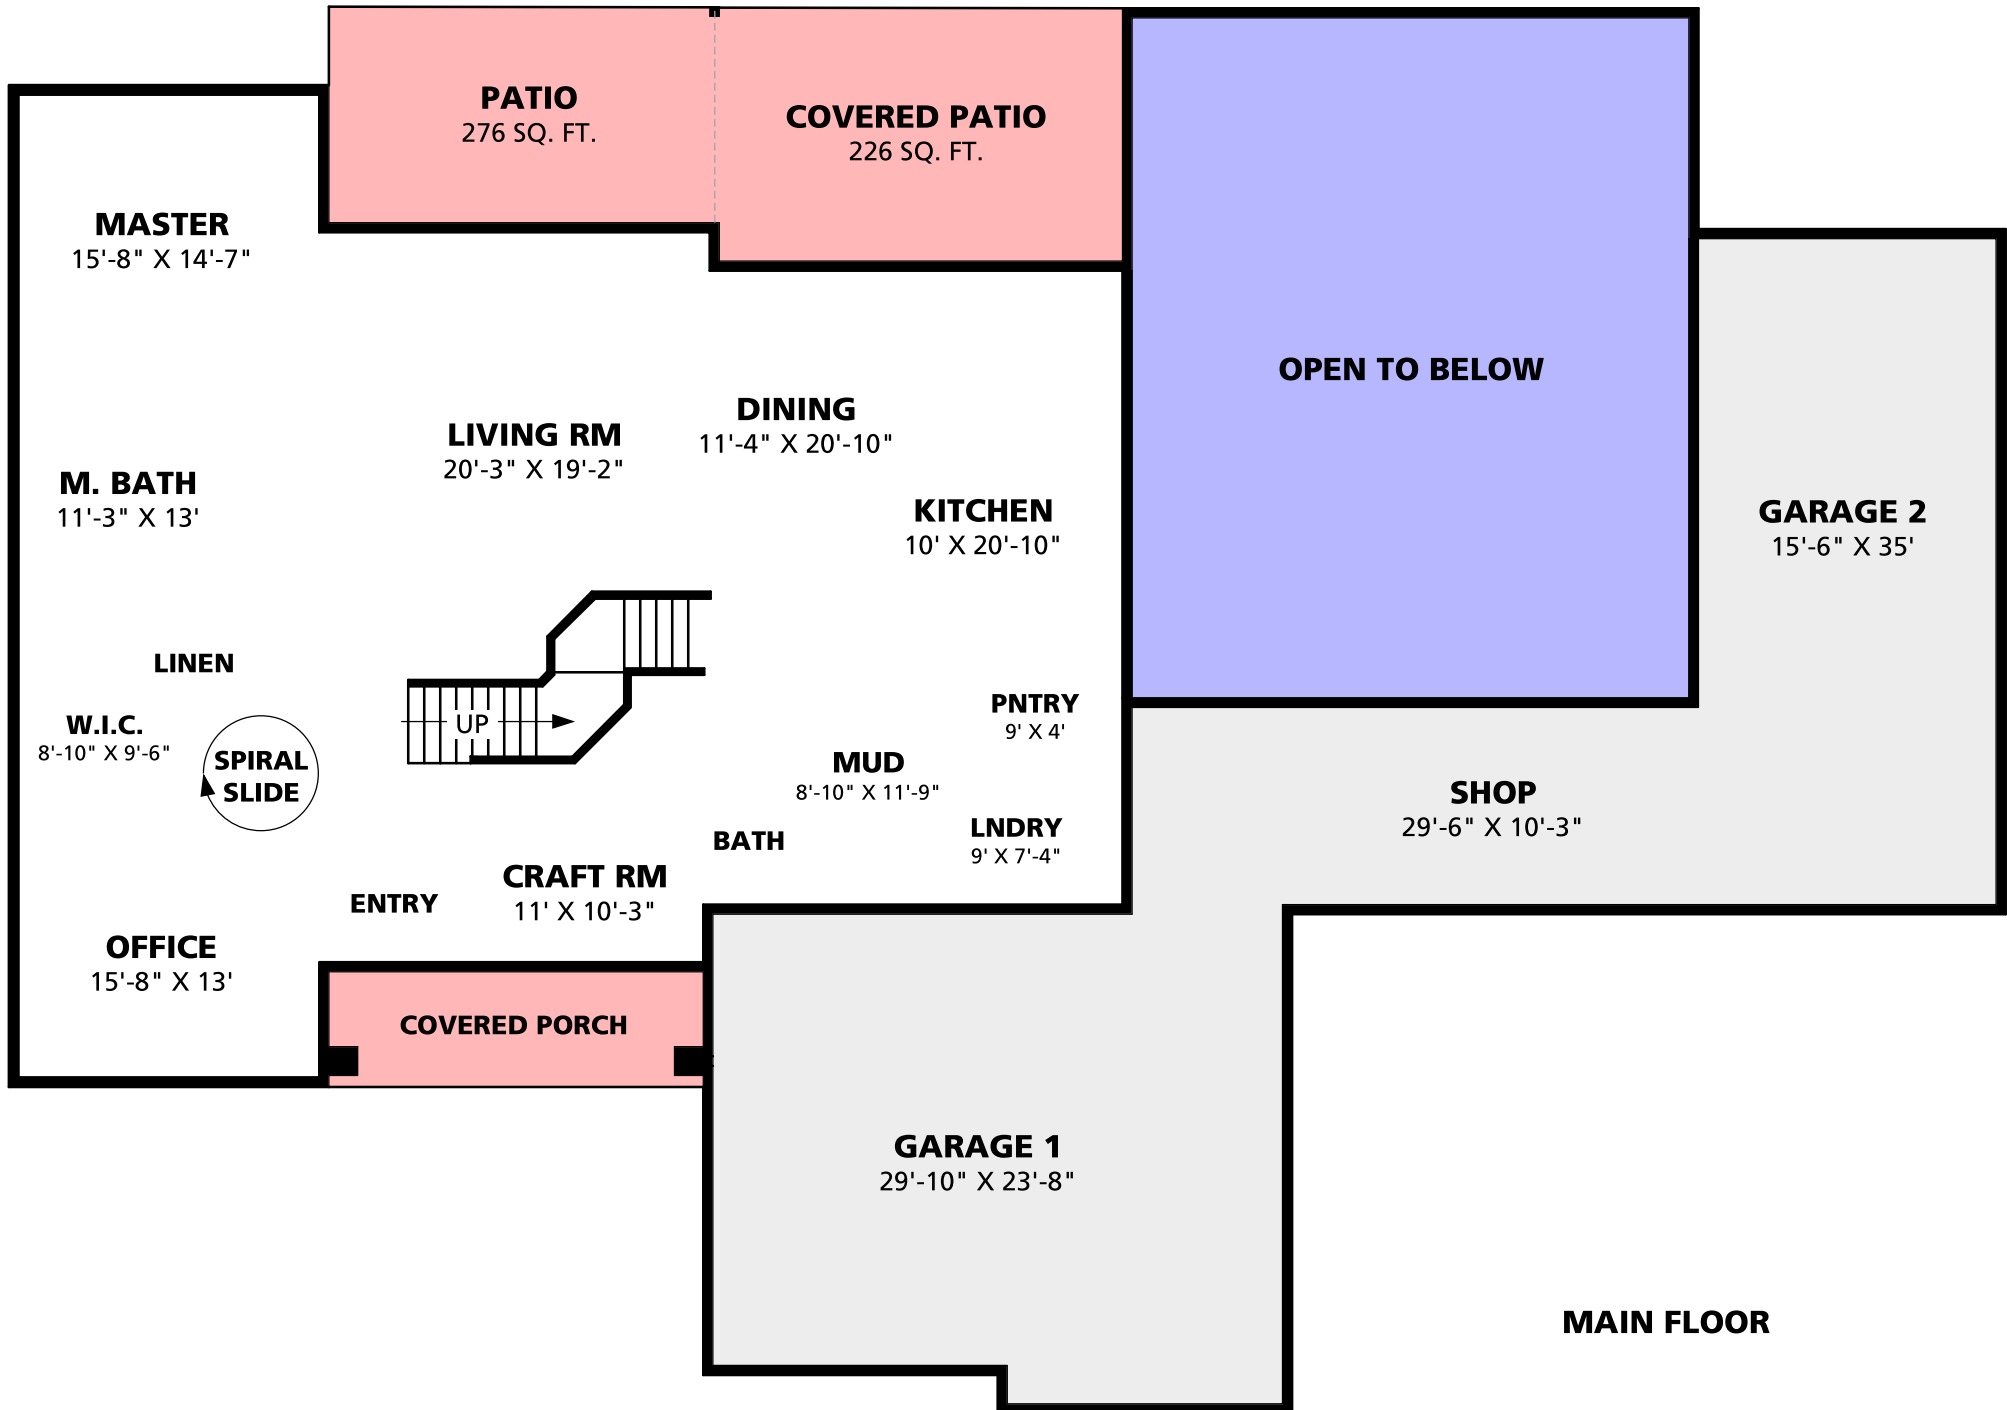 PATIO
276 SQ. FT.
COVERED PATIO
226 SQ. FT.
MASTER
15'-8" X 14'-7"
OPEN TO BELOW
LIVING RM
20'-3" X 19'-2"
DINING
11'-4" X 20'-10"
M. BATH
11'-3" X 13'
KITCHEN
10' X 20'-10"
GARAGE 2
15'-6" X 35'
LINEN
W.I.C.
8'-10" X 9'-6"
SPIRAL
SLIDE
UP
PNTRY
9' X 4'
MUD
8'-10" X 11'-9"
SHOP
29'-6" X 10'-3"
BATH
LNDRY
9' X 7'-4"
ENTRY
CRAFT RM
11' X 10'-3"
OFFICE
15'-8" X 13'
COVERED PORCH
GARAGE 1
29'-10" X 23'-8"
MAIN FLOOR